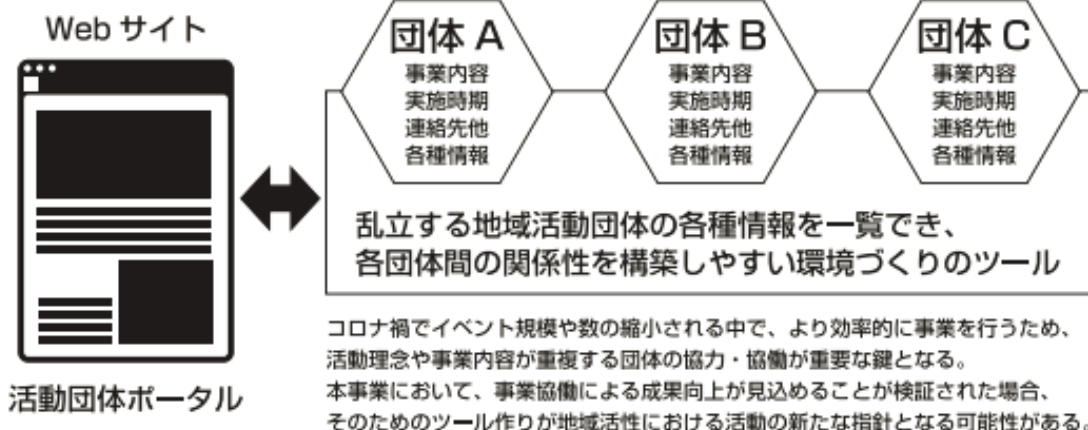 Web サイト
活動団体ポータル
団体 A
事業内容
実施時期
連絡先他
各種情報
団体 B
事業内容
実施時期
連絡先他
各種情報
団体 C
事業内容
実施時期
連絡先他
各種情報
乱立する地域活動団体の各種情報を一覧でき、
各団体間の関係性を構築しやすい環境づくりのツール
コロナ禍でイベント規模や数の縮小される中で、より効率的に事業を行うため、
活動理念や事業内容が重複する団体の協力・協働が重要な鍵となる。
本事業において、事業協働による成果向上が見込めることが検証された場合、
そのためのツール作りが地域活性における活動の新たな指針となる可能性がある。